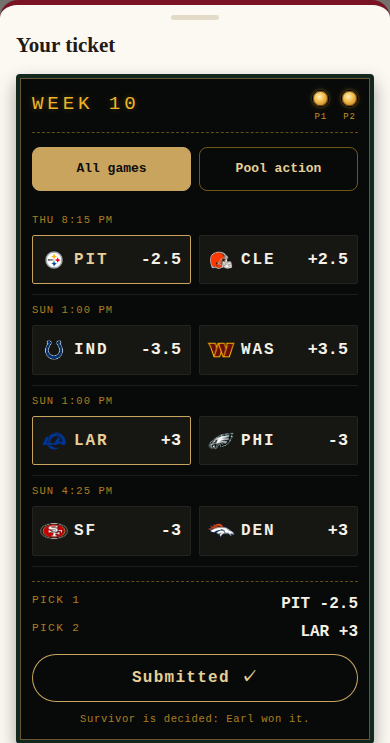 Your ticket
WEEK 10
P1 P2
All games Pool action
THU 8:15 PM
PIT -2.5 CLE +2.5
SUN 1:00 PM
IND -3.5 WAS +3.5
SUN 1:00 PM
LAR +3 PHI -3
SUN 4:25 PM
SF -3 DEN +3
PICK 1 PIT -2.5
PICK 2 LAR +3
Submitted ✓
Survivor is decided: Earl won it.